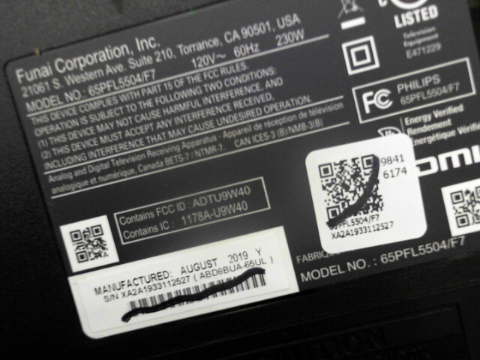 Funai Corporation, Inc.
21061 S. Western Ave. Suite 210, Torrance, CA 90501, USA
MODEL NO.: 65PFL5504/F7 120V~ 60Hz 230W
THIS DEVICE COMPLIES WITH PART 15 OF THE FCC RULES.
OPERATION IS SUBJECT TO THE FOLLOWING TWO CONDITIONS:
(1) THIS DEVICE MAY NOT CAUSE HARMFUL INTERFERENCE, AND
(2) THIS DEVICE MUST ACCEPT ANY INTERFERENCE RECEIVED,
INCLUDING INTERFERENCE THAT MAY CAUSE UNDESIRED OPERATION.
Analog and Digital Television Receiving Apparatus - Appareil de réception de télévision
analogique et numérique, Canada BETS-7 / NTMR-7. CAN ICES-3 (B)/NMB-3(B)
LISTED
Television
Equipment
E471229
FC
PHILIPS
65PFL5504/F7
Energy Verified
Rendement
Énergétique Vérifié
Contains FCC ID : ADTU9W40
Contains IC : 1178A-U9W40
9841
6174
65PFL5504/F7
XA2A1933112527
MANUFACTURED: AUGUST 2019 Y
S/N XA2A1933112527 ( ABD8BUA-65UL )
MODEL NO. : 65PFL5504/F7